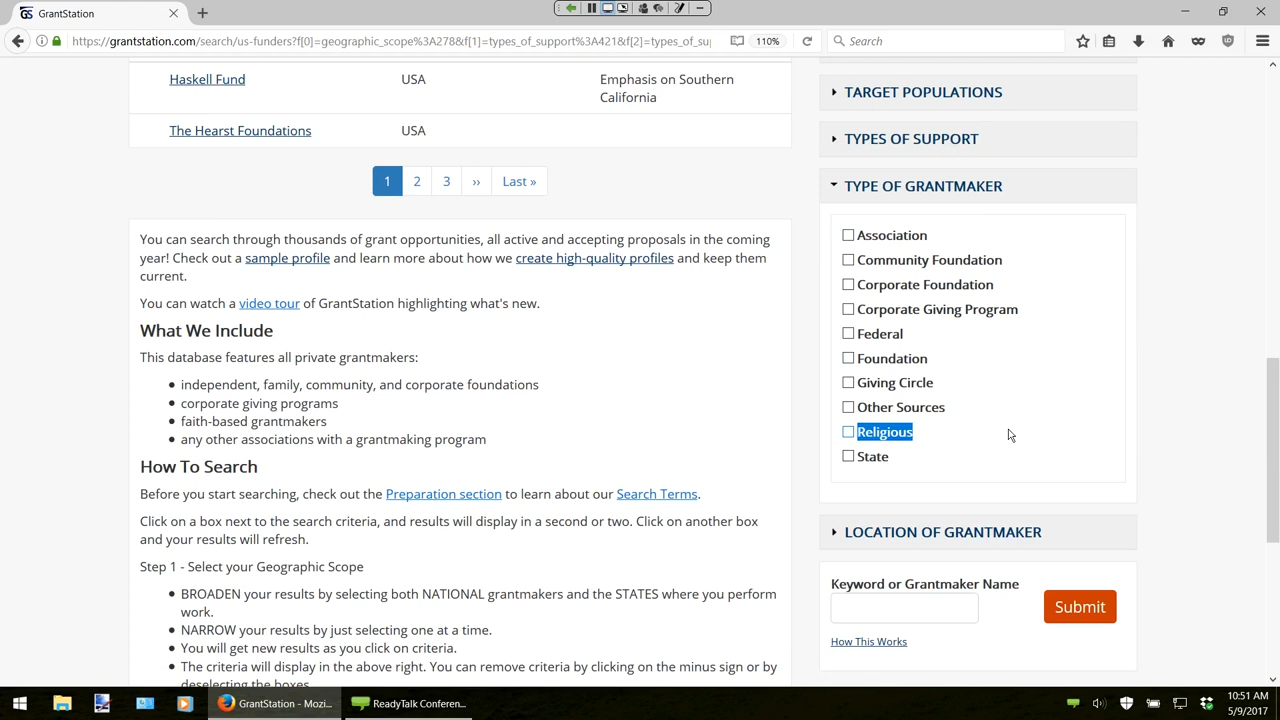 GS GrantStation
https://grantstation.com/search/us-funders?f[0]=geographic_scope%3A278&f[1]=types_of_support%3A421&f[2]=types_of_su
110%
Search
Haskell Fund USA Emphasis on Southern
California
The Hearst Foundations USA
1 2 3 ›› Last »
You can search through thousands of grant opportunities, all active and accepting proposals in the coming
year! Check out a sample profile and learn more about how we create high-quality profiles and keep them
current.
You can watch a video tour of GrantStation highlighting what's new.
What We Include
This database features all private grantmakers:
independent, family, community, and corporate foundations
corporate giving programs
faith-based grantmakers
any other associations with a grantmaking program
How To Search
Before you start searching, check out the Preparation section to learn about our Search Terms.
Click on a box next to the search criteria, and results will display in a second or two. Click on another box
and your results will refresh.
Step 1 - Select your Geographic Scope
BROADEN your results by selecting both NATIONAL grantmakers and the STATES where you perform
work.
NARROW your results by just selecting one at a time.
You will get new results as you click on criteria.
The criteria will display in the above right. You can remove criteria by clicking on the minus sign or by
deselecting the boxes.
TARGET POPULATIONS
TYPES OF SUPPORT
TYPE OF GRANTMAKER
Association
Community Foundation
Corporate Foundation
Corporate Giving Program
Federal
Foundation
Giving Circle
Other Sources
Religious
State
LOCATION OF GRANTMAKER
Keyword or Grantmaker Name
Submit
How This Works
GrantStation - Mozi...
ReadyTalk Conferen...
10:51 AM
5/9/2017